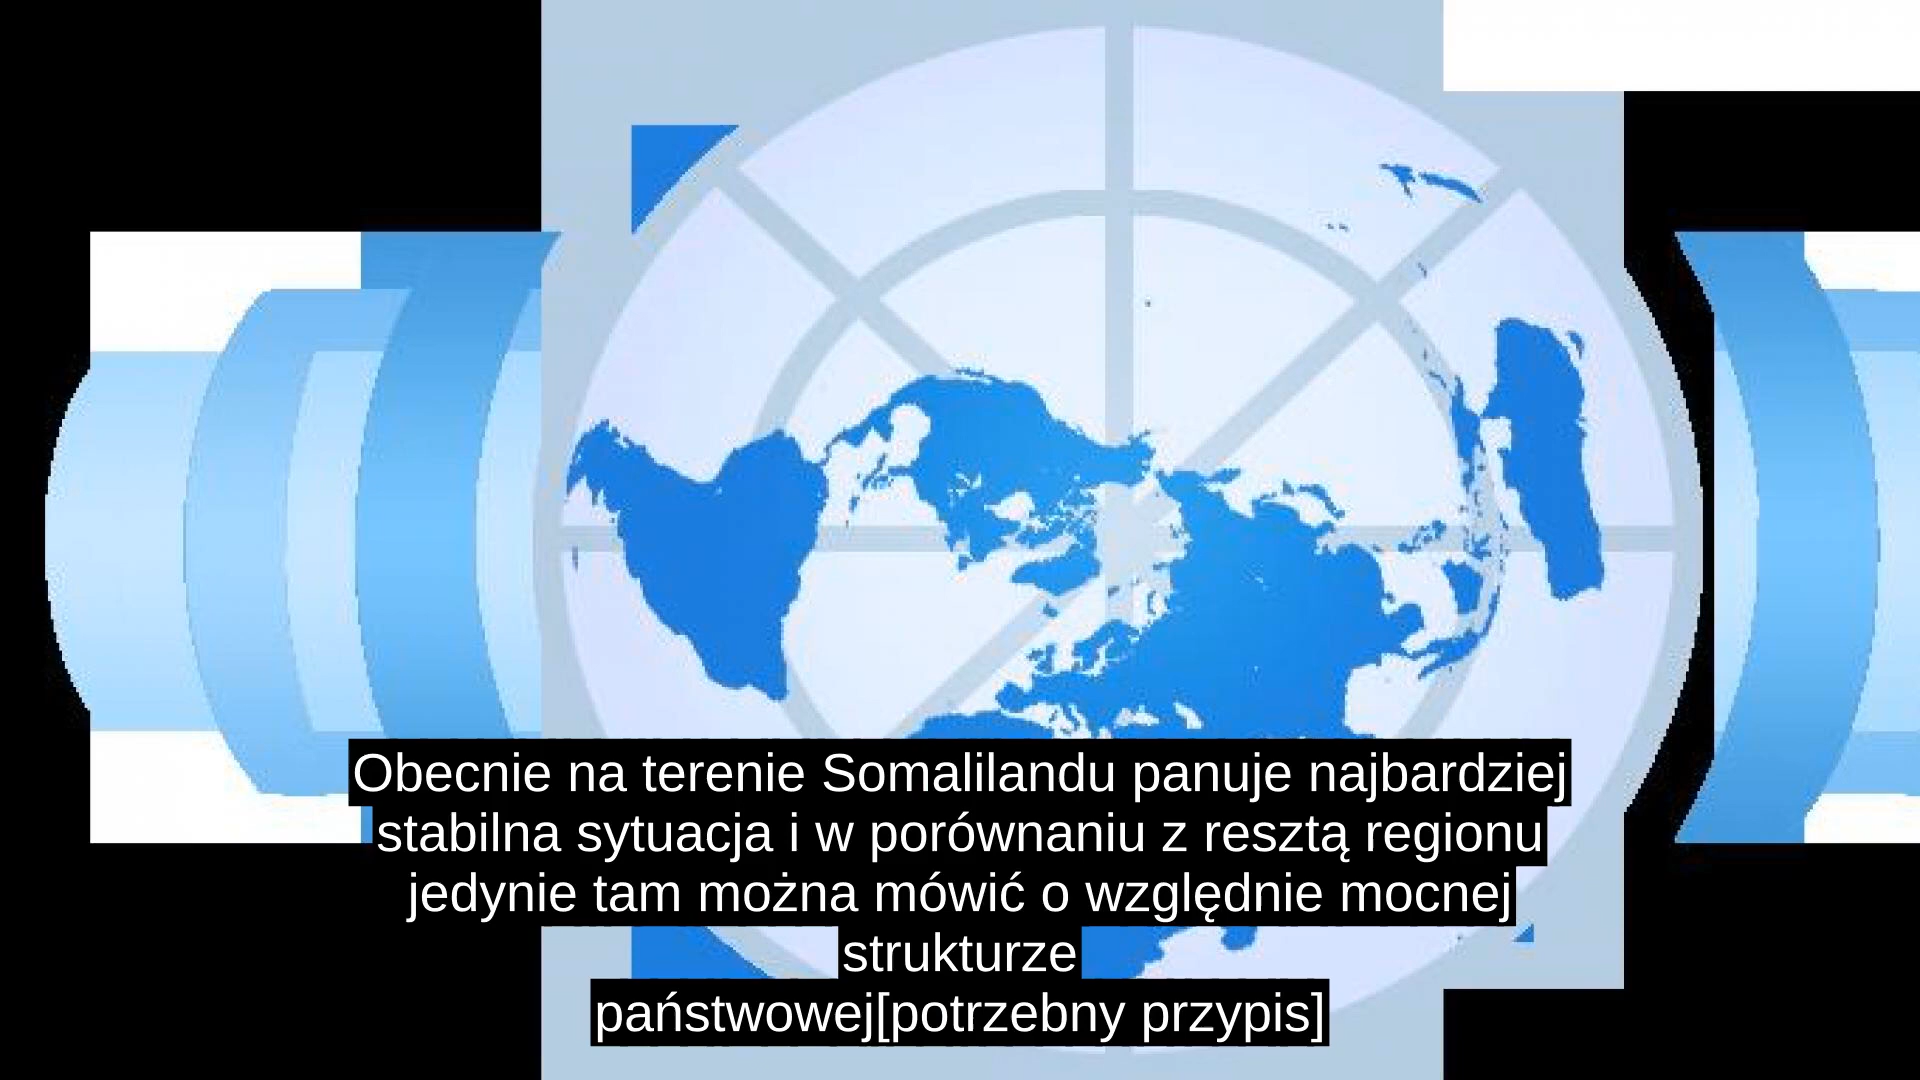 Obecnie na terenie Somalilandu panuje najbardziej
stabilna sytuacja i w porównaniu z resztą regionu
jedynie tam można mówić o względnie mocnej
strukturze
państwowej[potrzebny przypis]